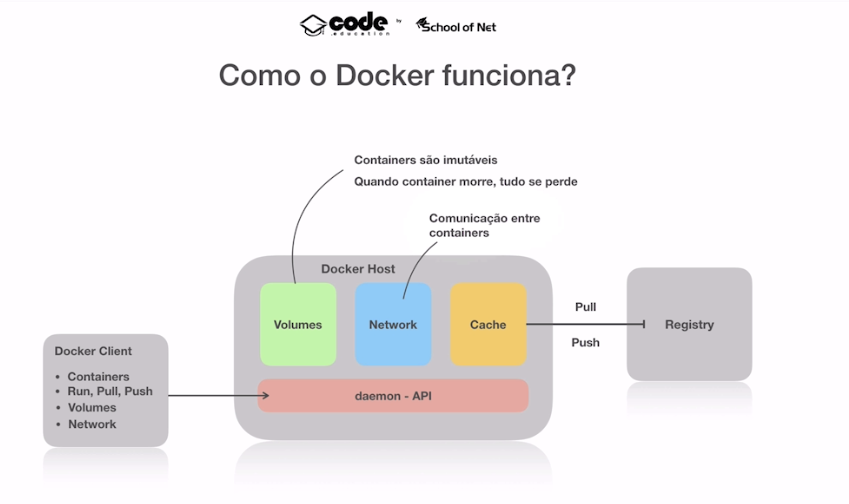 code
.education
by
School of Net
Como o Docker funciona?
Containers são imutáveis
Quando container morre, tudo se perde
Comunicação entre
containers
Docker Host
Volumes
Network
Cache
daemon - API
Docker Client
• Containers
• Run, Pull, Push
• Volumes
• Network
Pull
Push
Registry